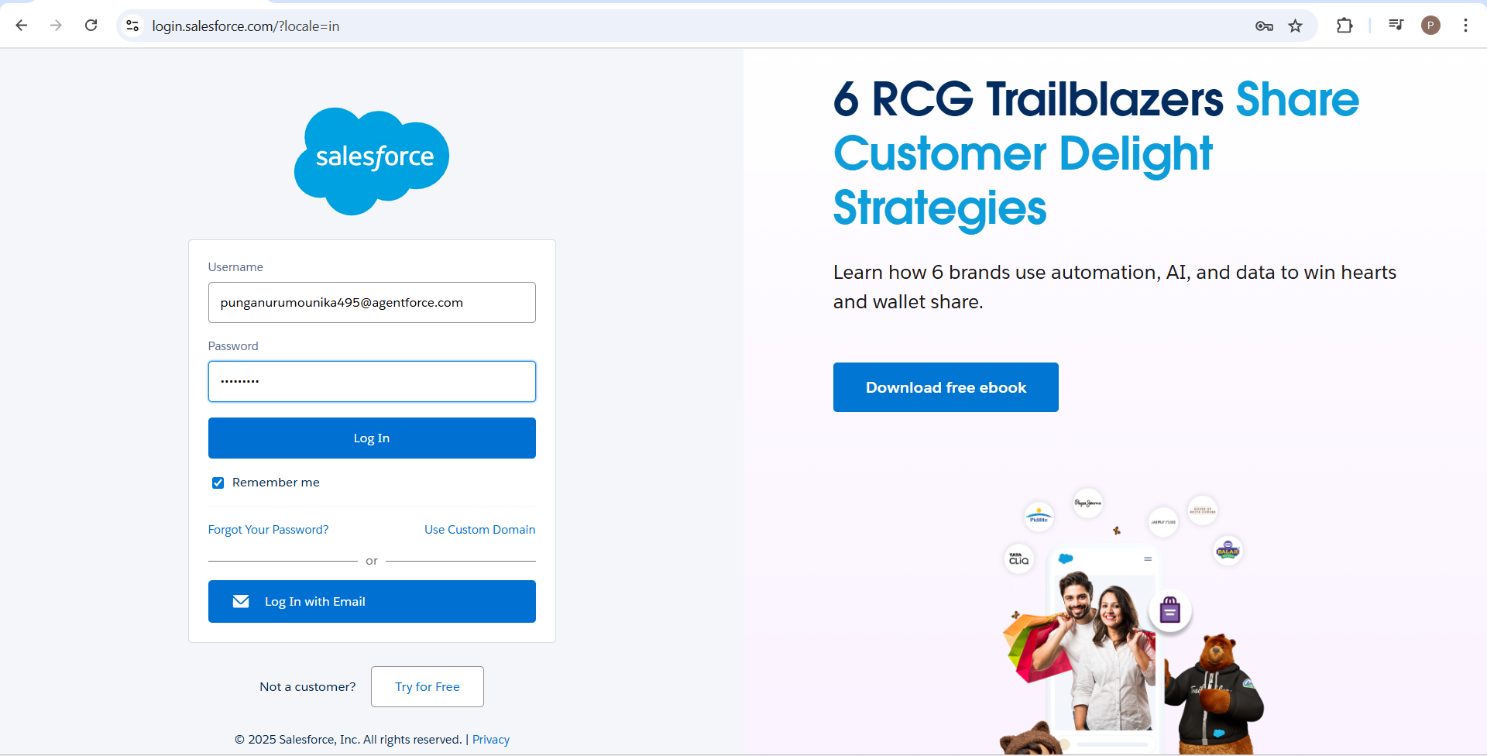 login.salesforce.com/?locale=in
P
salesforce
Username
punganurumounika495@agentforce.com
Password
•••••••••
Log In
Remember me
Forgot Your Password? Use Custom Domain
or
Log In with Email
Not a customer? Try for Free
© 2025 Salesforce, Inc. All rights reserved. | Privacy
6 RCG Trailblazers Share
Customer Delight
Strategies
Learn how 6 brands use automation, AI, and data to win hearts
and wallet share.
Download free ebook
TATA
CLiQ